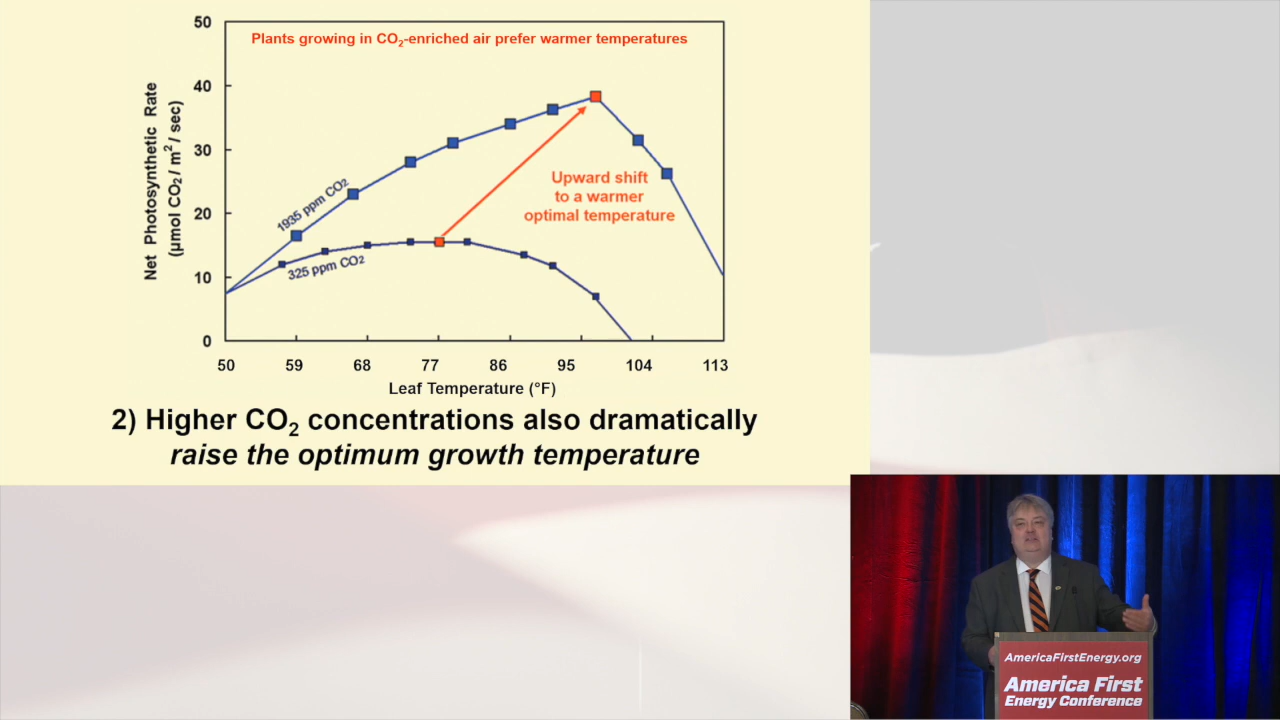 Plants growing in CO₂-enriched air prefer warmer temperatures
50
40
30
20
10
0
Net Photosynthetic Rate
(μmol CO₂ / m² / sec)
1935 ppm CO₂
325 ppm CO₂
Upward shift
to a warmer
optimal temperature
50 59 68 77 86 95 104 113
Leaf Temperature (°F)
2) Higher CO₂ concentrations also dramatically
raise the optimum growth temperature
AmericaFirstEnergy.org
America First
Energy Conference